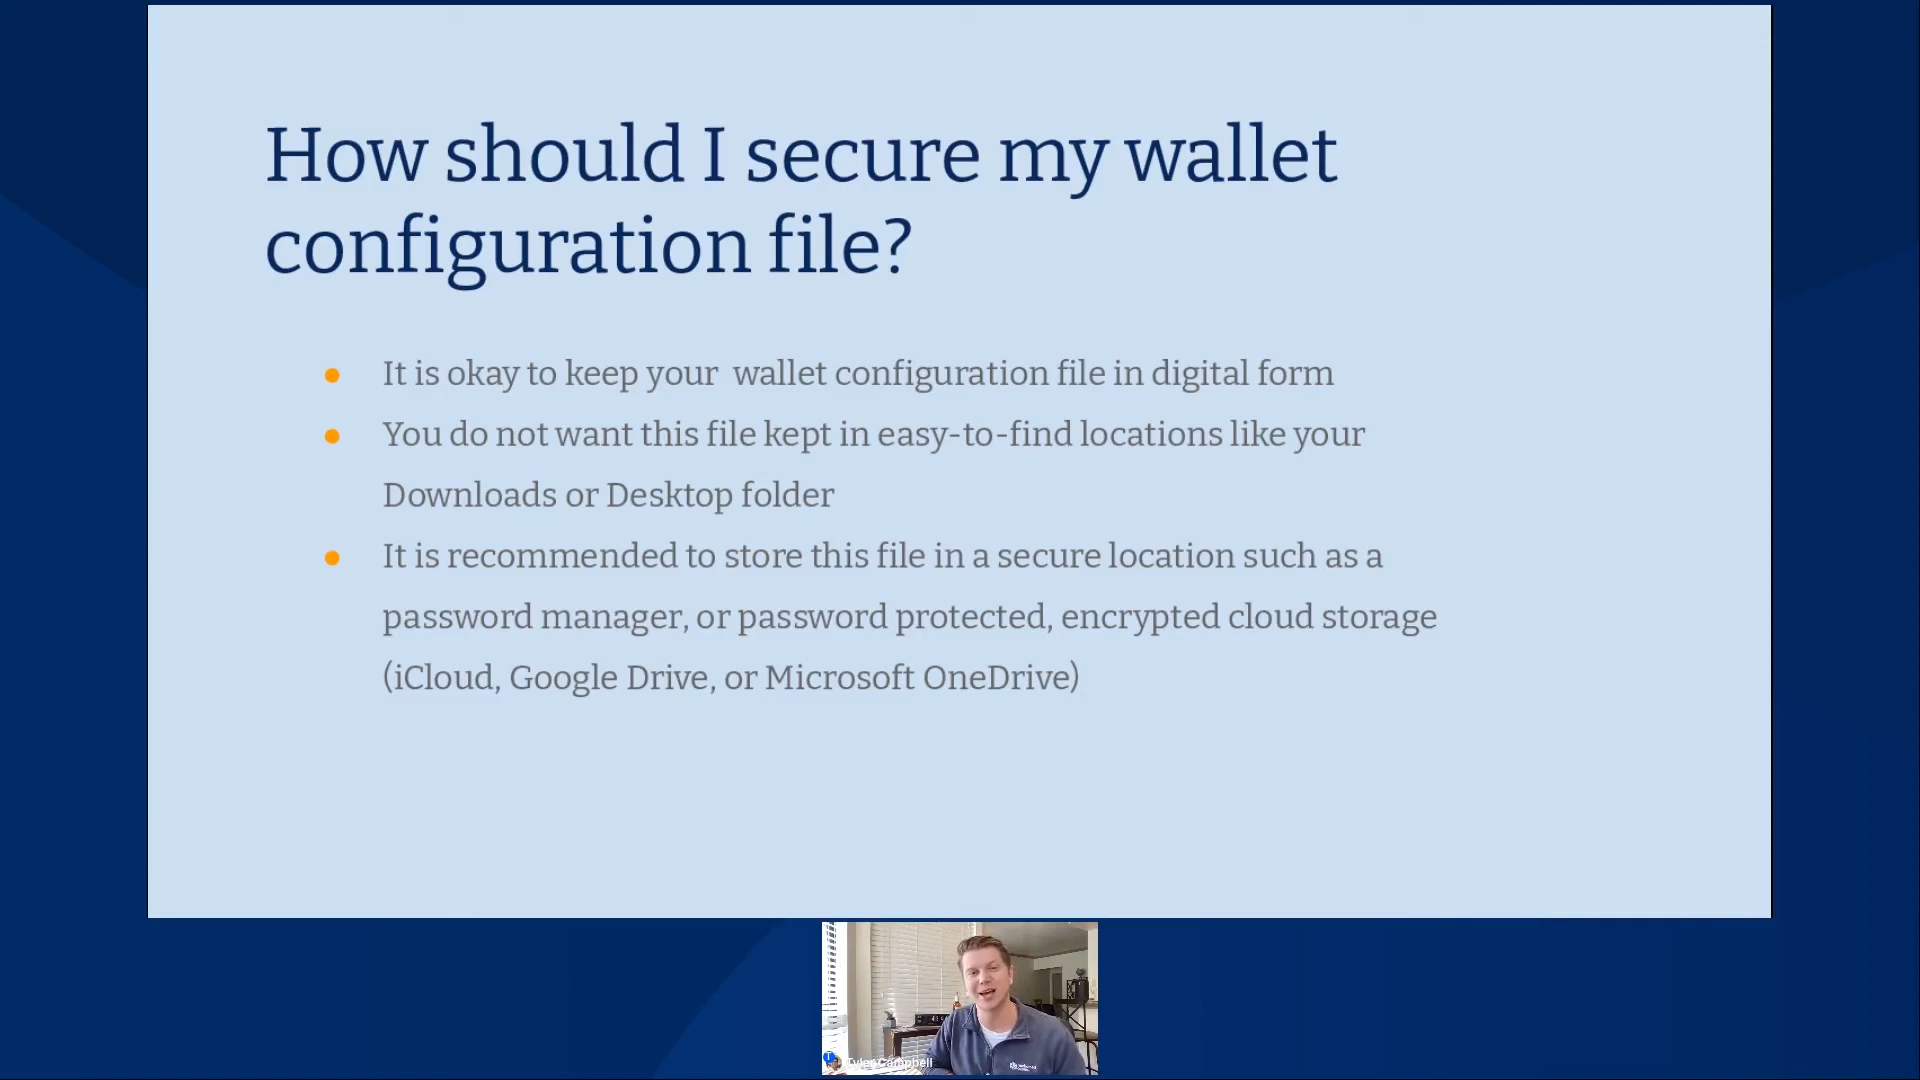 How should I secure my wallet
configuration file?
It is okay to keep your wallet configuration file in digital form
You do not want this file kept in easy-to-find locations like your
Downloads or Desktop folder
It is recommended to store this file in a secure location such as a
password manager, or password protected, encrypted cloud storage
(iCloud, Google Drive, or Microsoft OneDrive)
T
Tyler Campbell